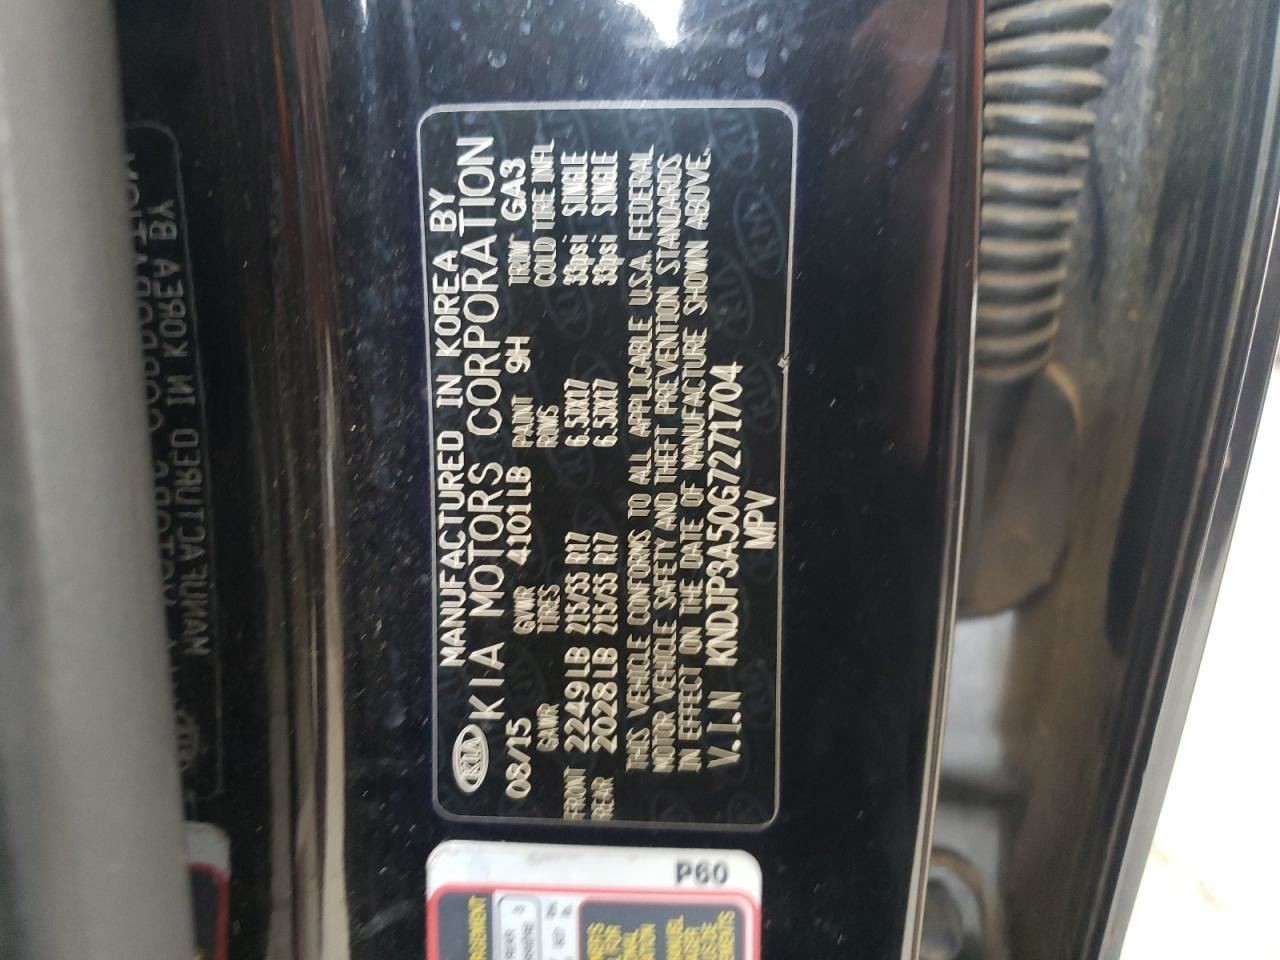 KIA
MANUFACTURED IN KOREA BY
KIA MOTORS CORPORATION
08/15 GVWR 4101LB PAINT 9H TRIM GA3
GAWR TIRES RIMS COLD TIRE INFL
FRONT 2249LB 215/55 R17 6.5JX17 33psi SINGLE
REAR 2028LB 215/55 R17 6.5JX17 33psi SINGLE
THIS VEHICLE CONFORMS TO ALL APPLICABLE U.S.A. FEDERAL
MOTOR VEHICLE SAFETY AND THEFT PREVENTION STANDARDS
IN EFFECT ON THE DATE OF MANUFACTURE SHOWN ABOVE.
V.I.N KNDJP3A50G7271704
MPV
P60